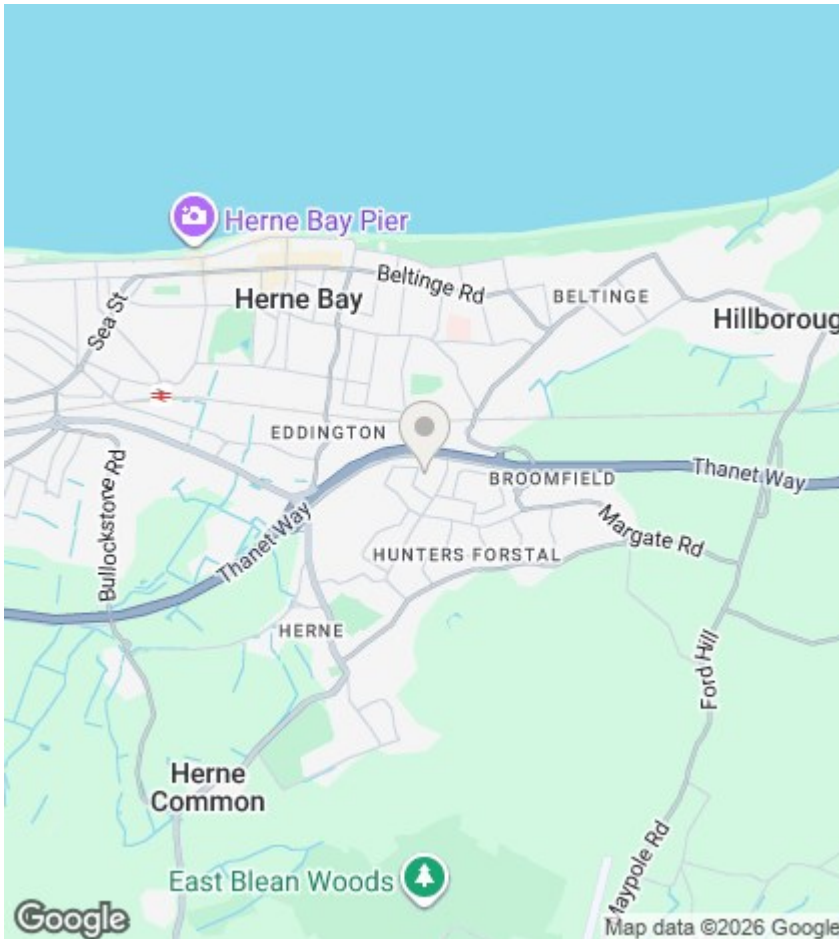 Herne Bay Pier
Beltinge Rd
BELTINGE
Herne Bay
Sea St
Hillboroug
EDDINGTON
BROOMFIELD
Thanet Way
Bullockstone Rd
Thanet Way
Margate Rd
HUNTERS FORSTAL
HERNE
Ford Hill
Herne
Common
East Blean Woods
Maypole Rd
Google
Map data ©2026 Google